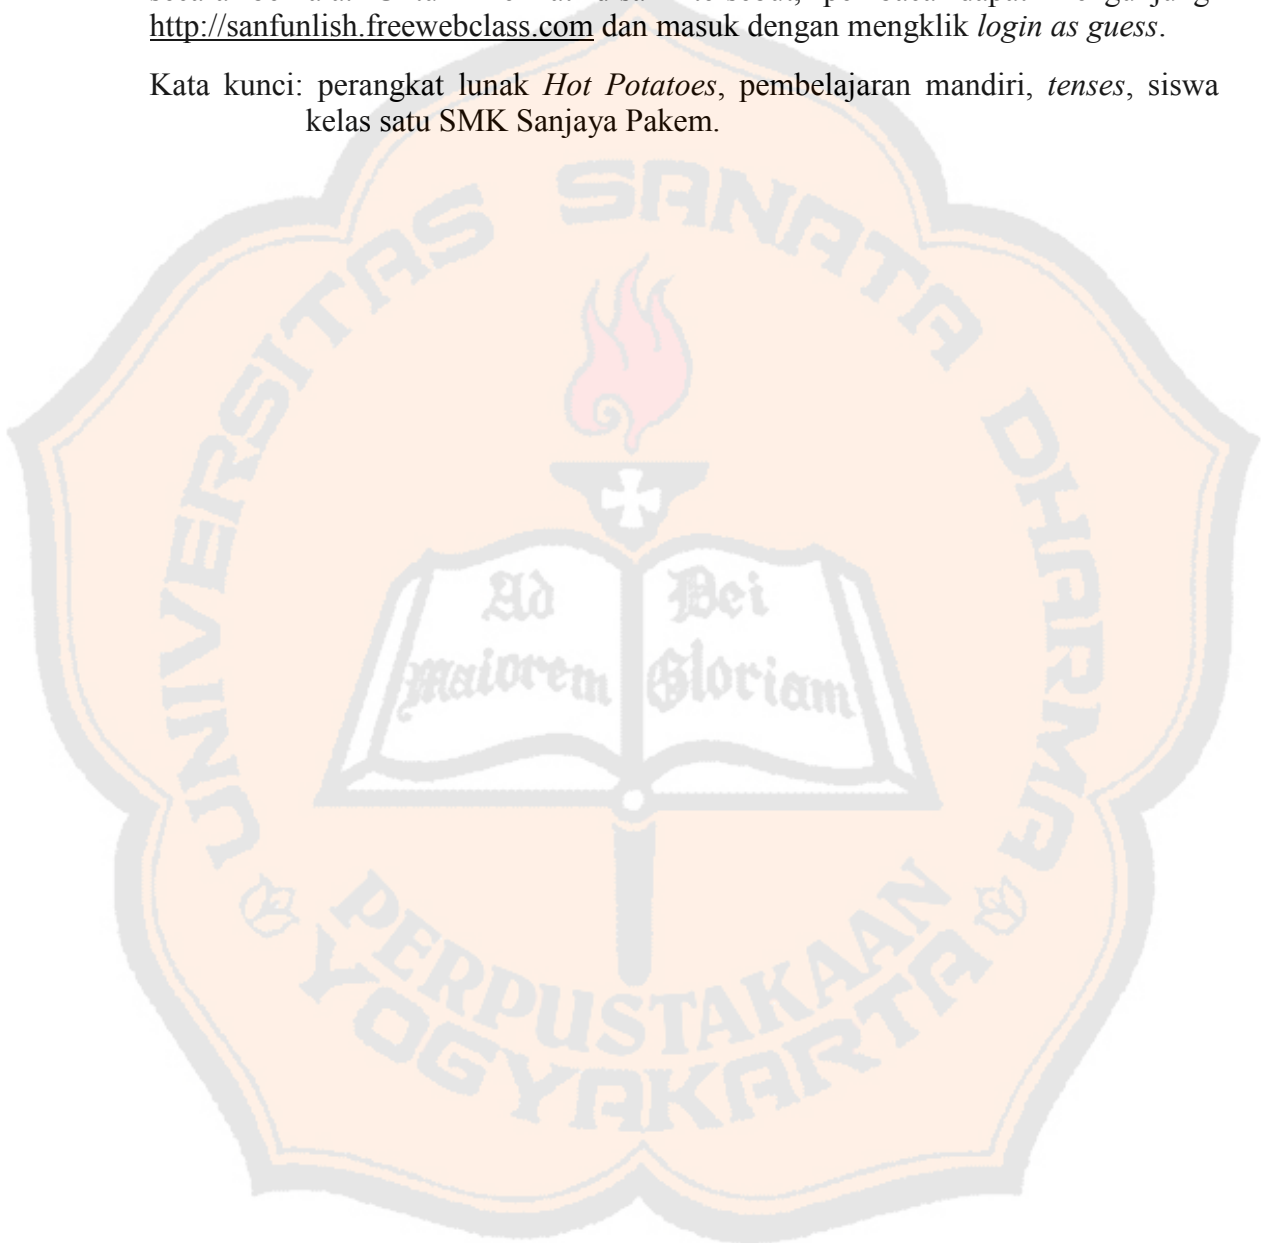 http://sanfunlish.freewebclass.com dan masuk dengan mengklik login as guess.
Kata kunci: perangkat lunak Hot Potatoes, pembelajaran mandiri, tenses, siswa
kelas satu SMK Sanjaya Pakem.
UNIVERSITAS SANATA DHARMA
Ad Dei
Maiorem Gloriam
PERPUSTAKAAN
YOGYAKARTA